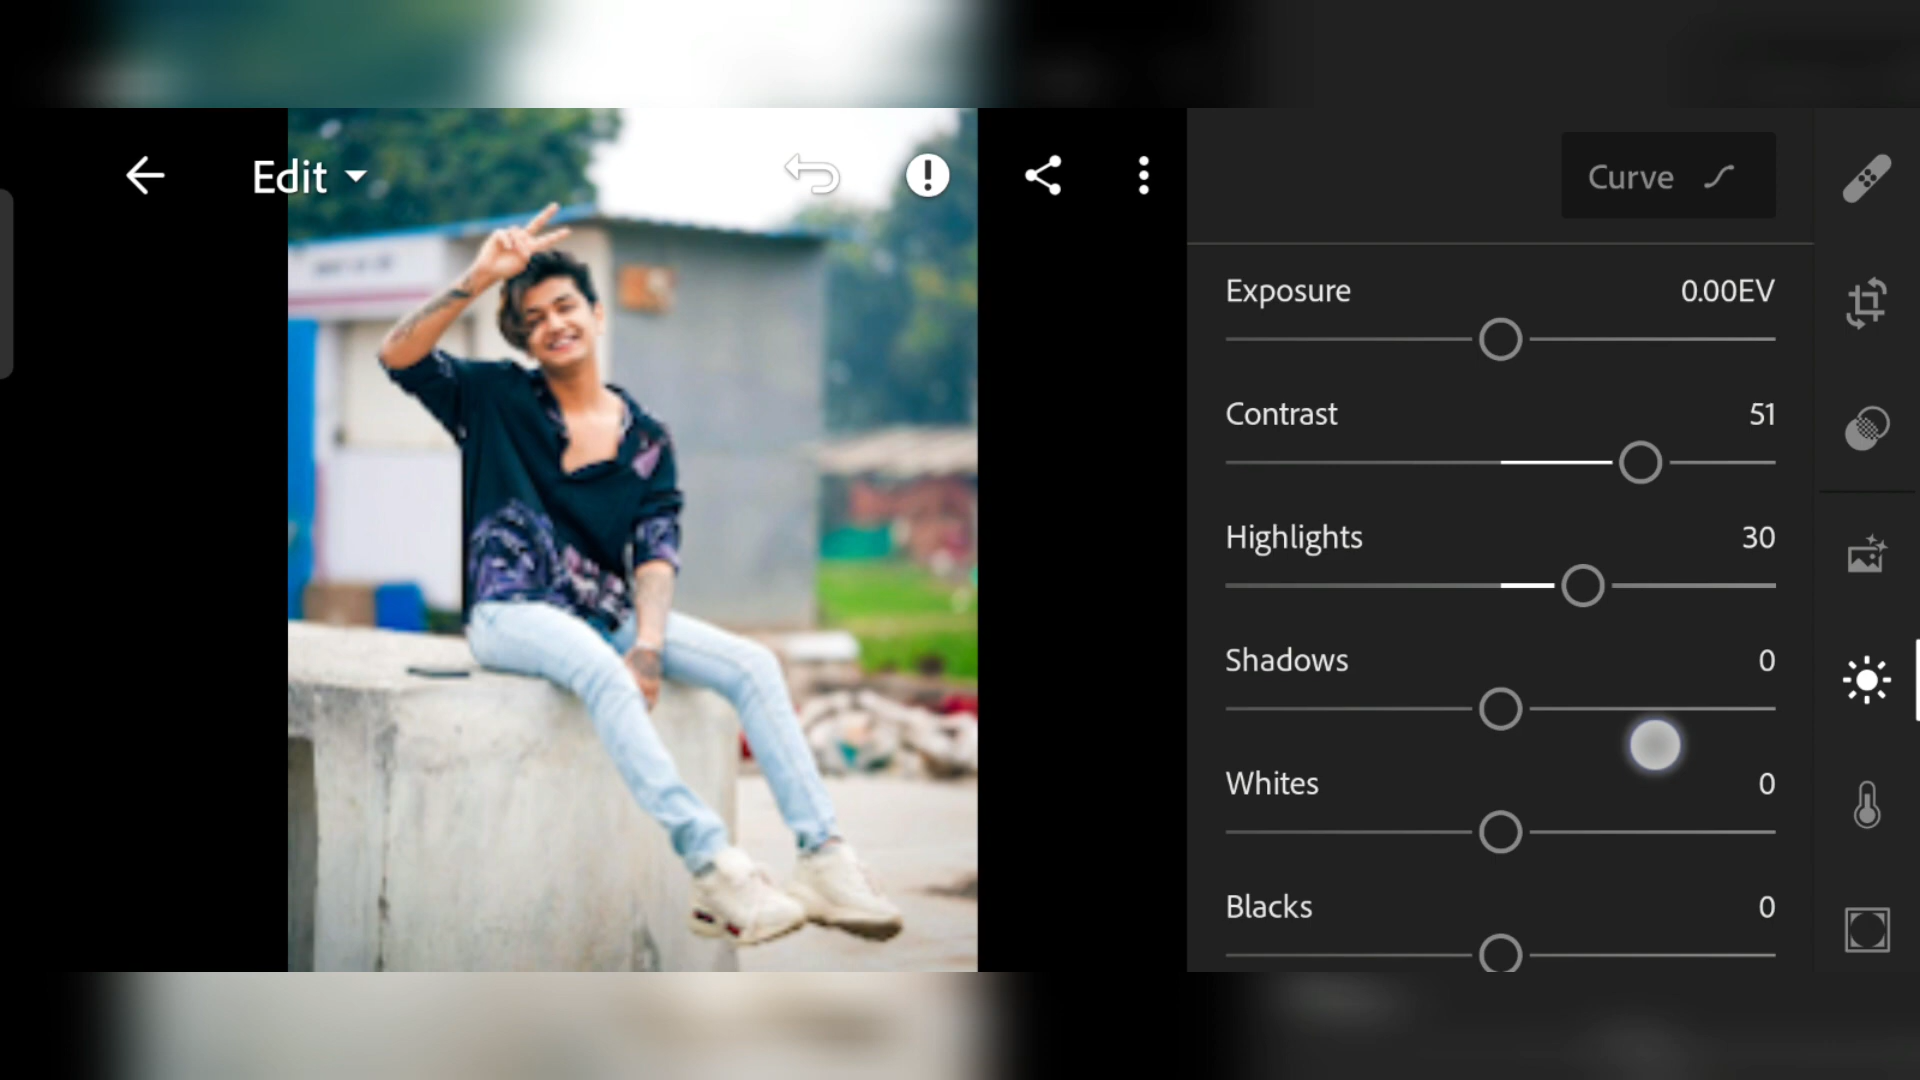 Edit
Curve
Exposure 0.00EV
Contrast 51
Highlights 30
Shadows 0
Whites 0
Blacks 0